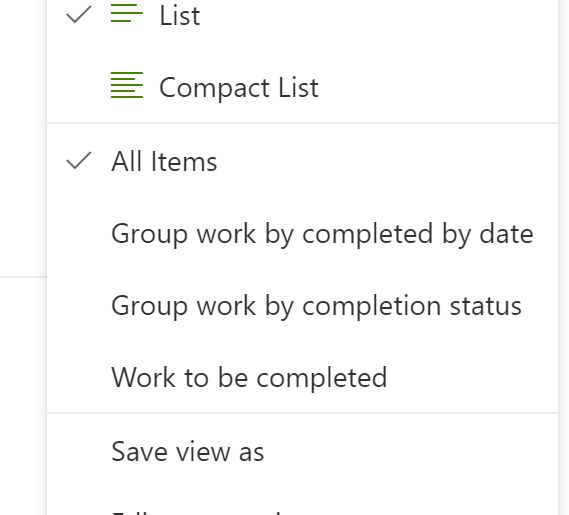 List
Compact List
All Items
Group work by completed by date
Group work by completion status
Work to be completed
Save view as